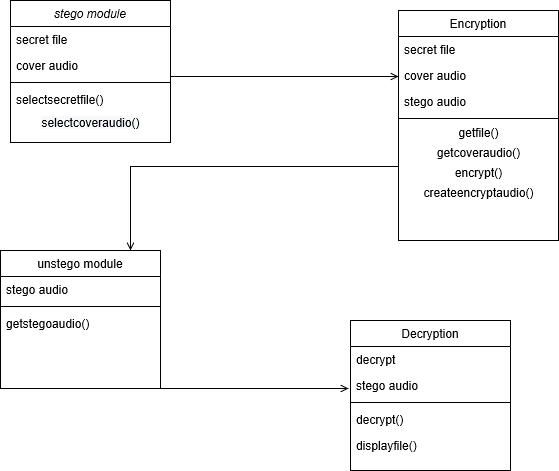 stego module
secret file
cover audio
selectsecretfile()
selectcoveraudio()
Encryption
secret file
cover audio
stego audio
getfile()
getcoveraudio()
encrypt()
createencryptaudio()
unstego module
stego audio
getstegoaudio()
Decryption
decrypt
stego audio
decrypt()
displayfile()